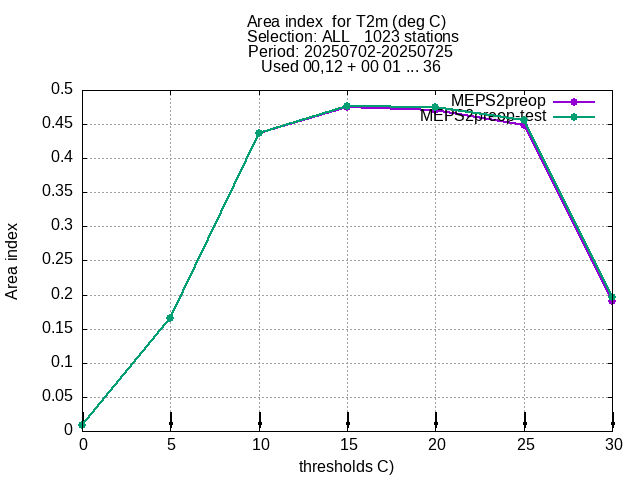 Area index  for T2m (deg C)
Selection: ALL   1023 stations
Period: 20250702-20250725
Used 00,12 + 00 01 ... 36
MEPS2preop
MEPS2preop-test
0.5
0.45
0.4
0.35
0.3
0.25
0.2
0.15
0.1
0.05
0
Area index
0 5 10 15 20 25 30
thresholds C)